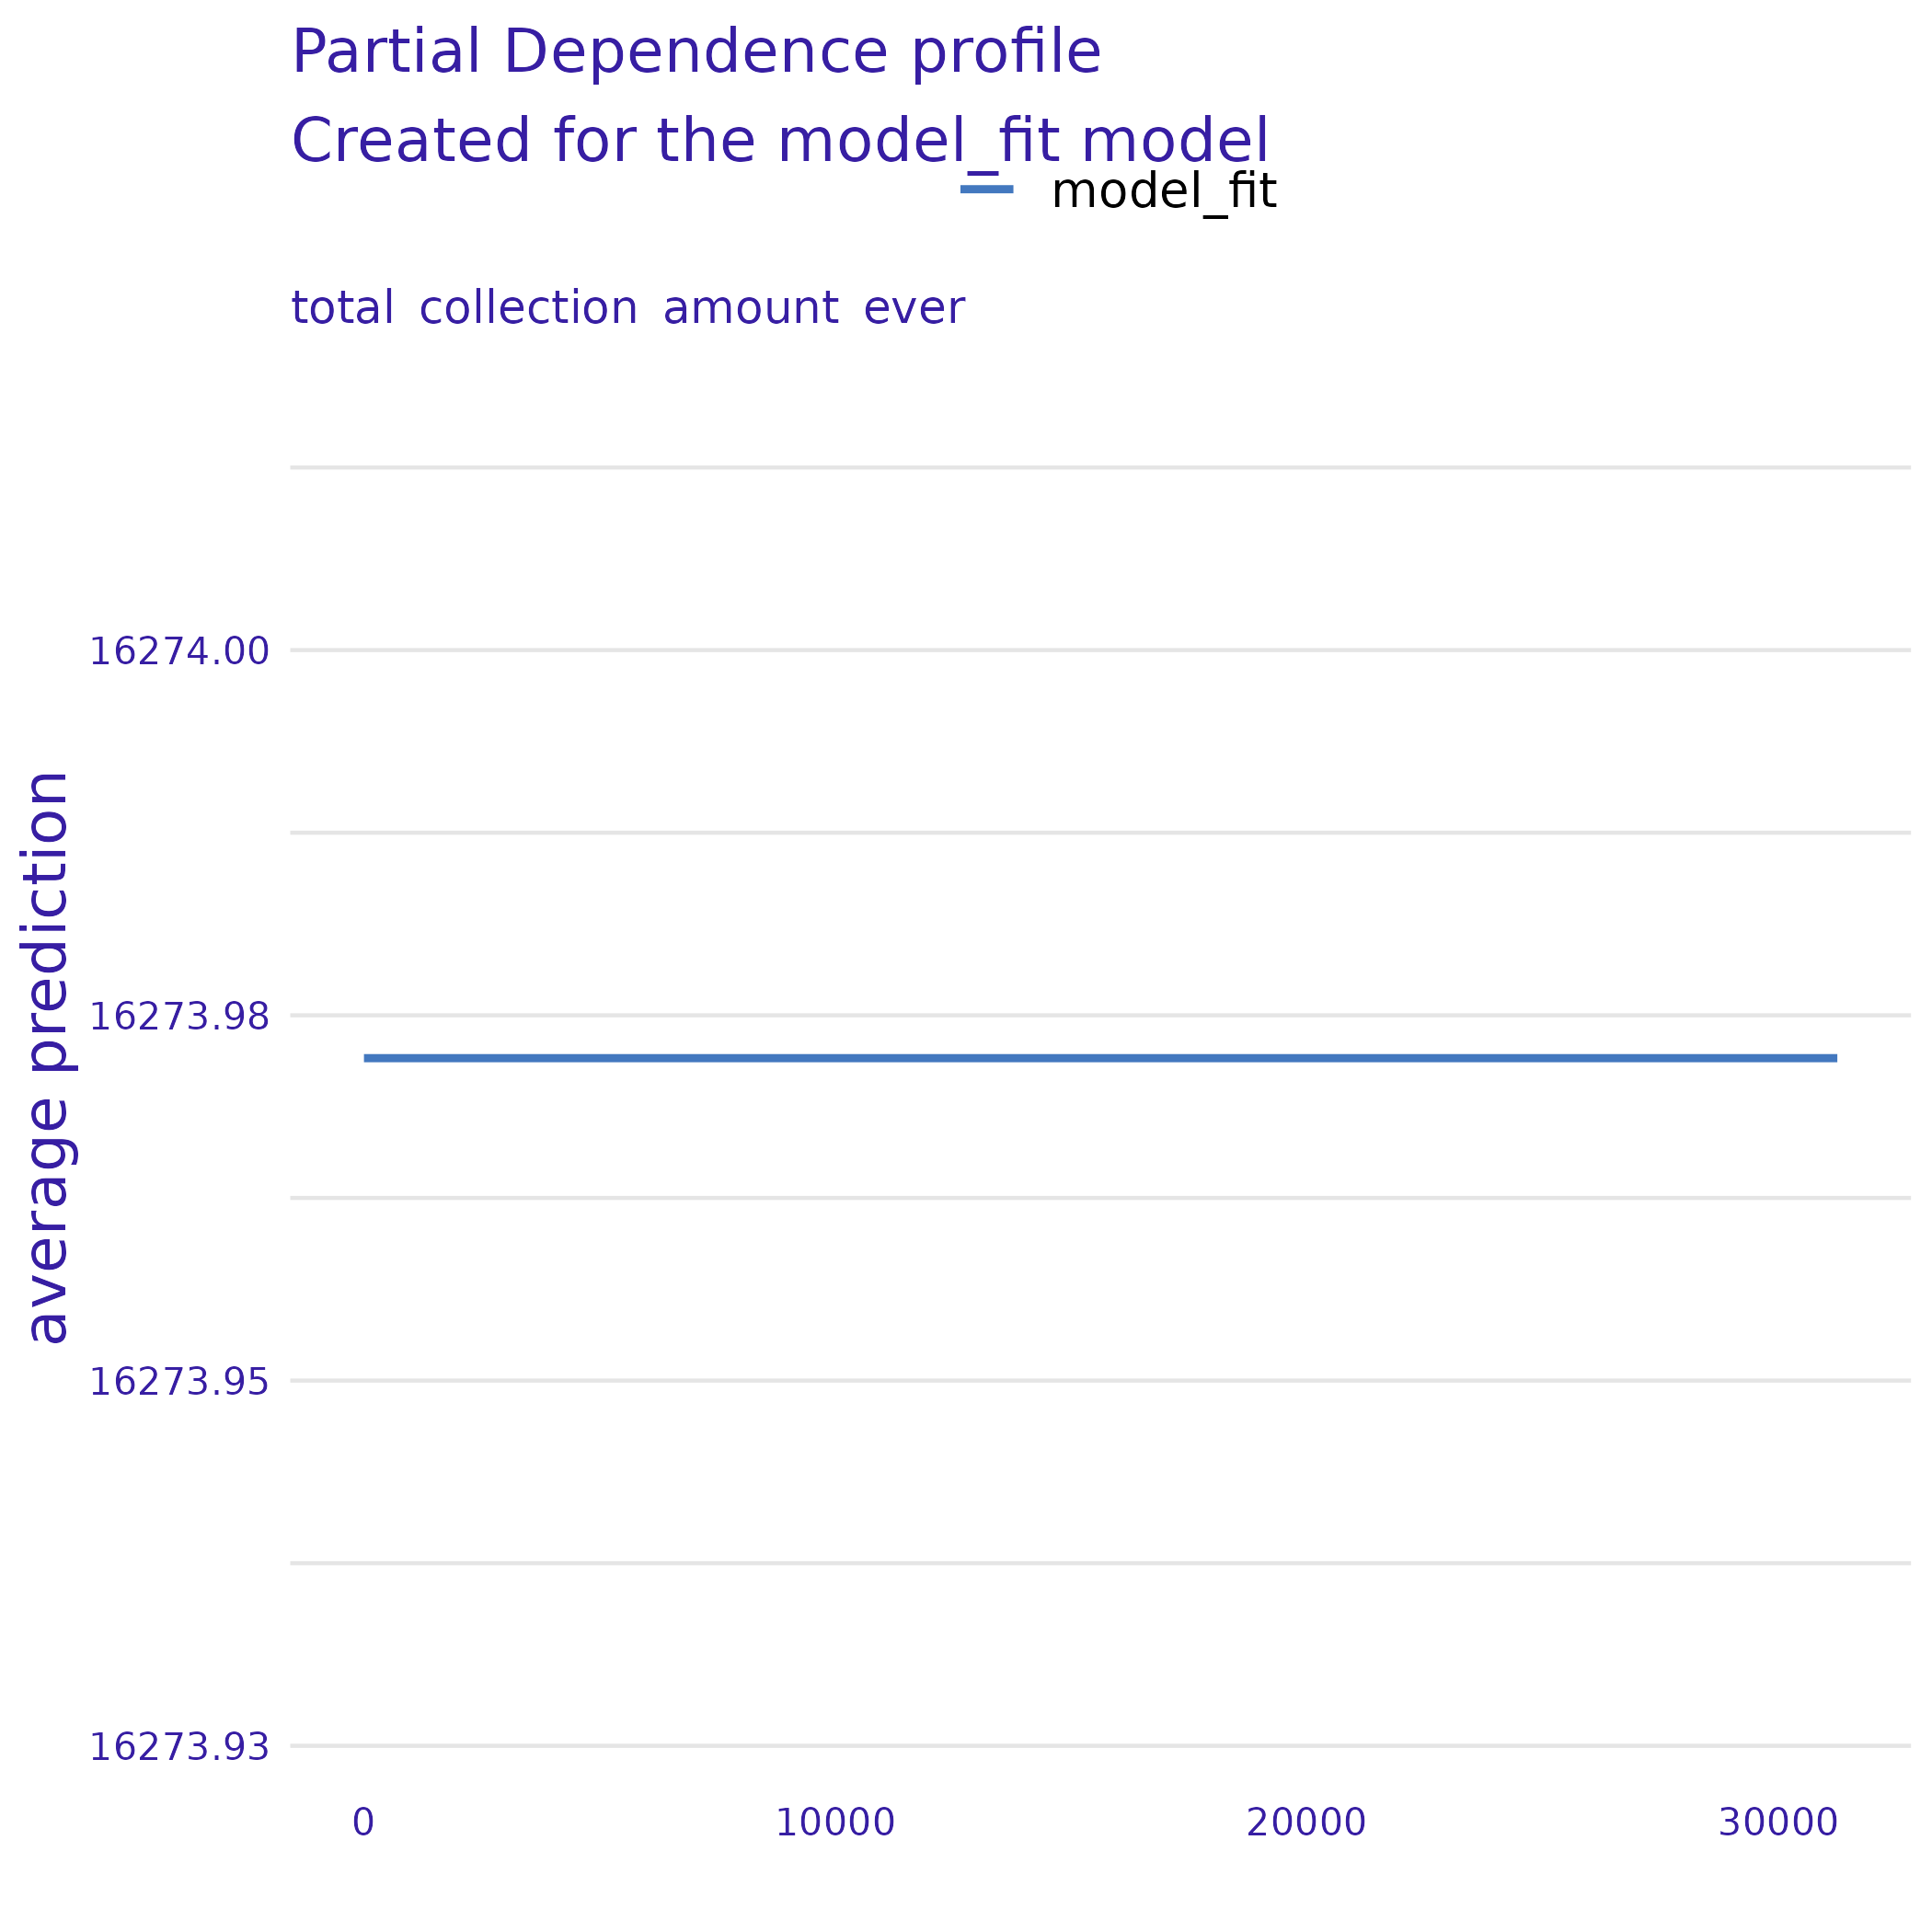 Partial Dependence profile
Created for the model_fit model
model_fit
total collection amount ever
average prediction
16274.00
16273.98
16273.95
16273.93
0 10000 20000 30000